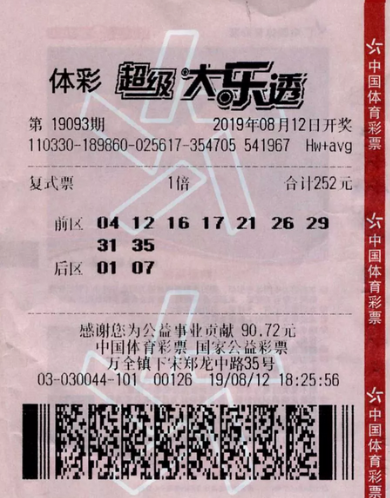 体彩 超级大乐透
第 19093期 2019年08月12日开奖
110330-189860-025617-354705 541967 Hw+avg
复式票 1倍 合计252元
前区 04 12 16 17 21 26 29
31 35
后区 01 07
感谢您为公益事业贡献 90.72元
中国体育彩票 国家公益彩票
万全镇下宋郑龙中路35号
03-030044-101 00126 19/08/12 18:25:56
中国体育彩票
中国体育彩票
中国体育彩票